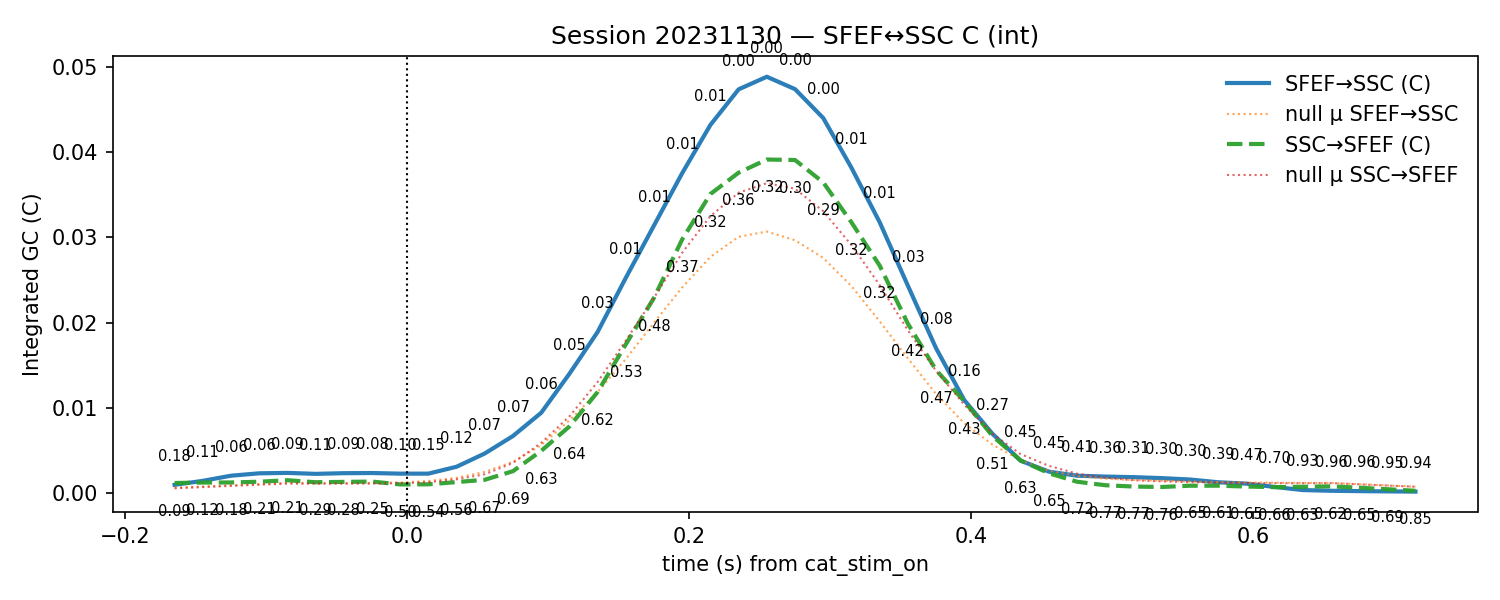 Session 20231130 — SFEF↔SSC C (int)
0.00
0.00 0.00
0.01 0.00
0.01 0.01
0.01 0.01
0.01 0.03
0.03 0.08
0.05 0.16
0.06 0.27
0.07 0.45
0.07 0.45
0.12 0.41
0.18 0.11 0.06 0.06 0.09 0.11 0.09 0.08 0.10 0.15
0.36 0.31 0.30 0.30 0.39 0.47 0.70 0.93 0.96 0.96 0.95 0.94
0.32 0.30
0.36 0.29
0.32 0.32
0.37 0.32
0.48 0.42
0.53 0.47
0.62 0.43
0.64 0.51
0.63 0.63
0.69 0.65
0.09 0.12 0.18 0.21 0.21 0.29 0.28 0.25 0.50 0.54 0.56 0.67
0.72 0.77 0.77 0.76 0.65 0.61 0.65 0.66 0.63 0.62 0.65 0.69 0.85
SFEF→SSC (C)
null μ SFEF→SSC
SSC→SFEF (C)
null μ SSC→SFEF
Integrated GC (C)
0.05
0.04
0.03
0.02
0.01
0.00
−0.2 0.0 0.2 0.4 0.6
time (s) from cat_stim_on